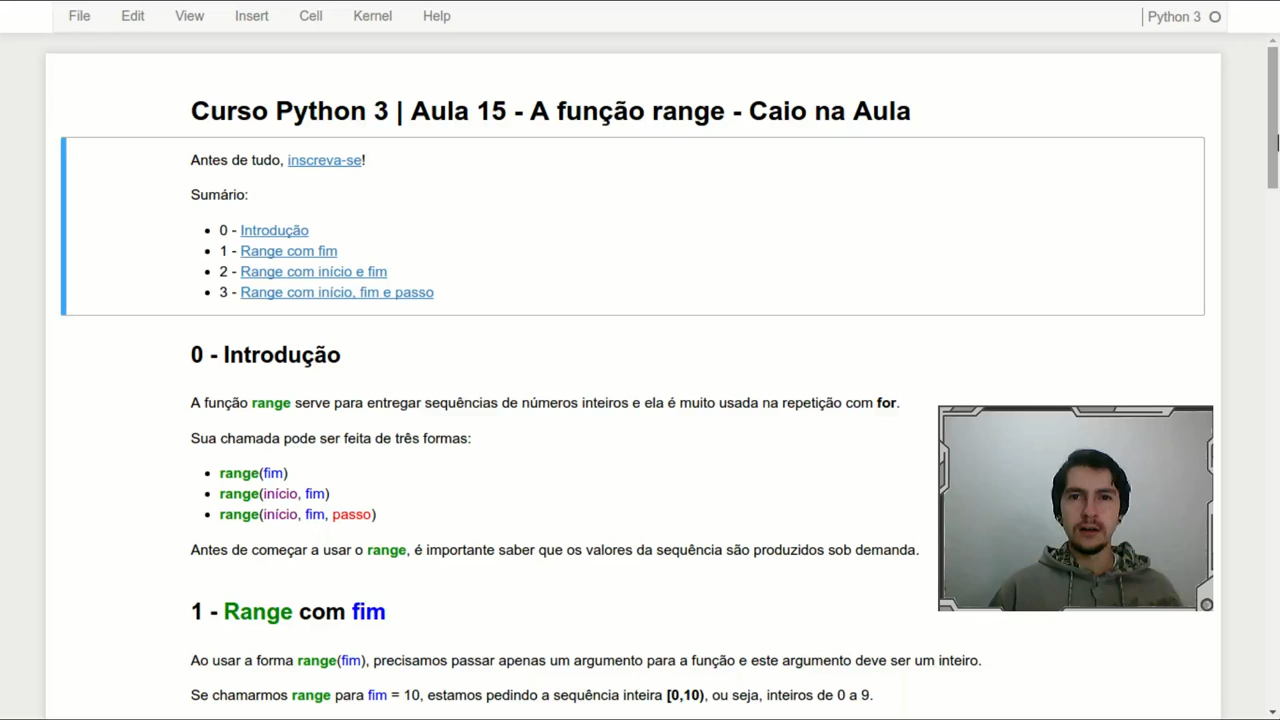 File Edit View Insert Cell Kernel Help Python 3
Curso Python 3 | Aula 15 - A função range - Caio na Aula
Antes de tudo, inscreva-se!
Sumário:
0 - Introdução
1 - Range com fim
2 - Range com início e fim
3 - Range com início, fim e passo
0 - Introdução
A função range serve para entregar sequências de números inteiros e ela é muito usada na repetição com for.
Sua chamada pode ser feita de três formas:
range(fim)
range(início, fim)
range(início, fim, passo)
Antes de começar a usar o range, é importante saber que os valores da sequência são produzidos sob demanda.
1 - Range com fim
Ao usar a forma range(fim), precisamos passar apenas um argumento para a função e este argumento deve ser um inteiro.
Se chamarmos range para fim = 10, estamos pedindo a sequência inteira [0,10), ou seja, inteiros de 0 a 9.